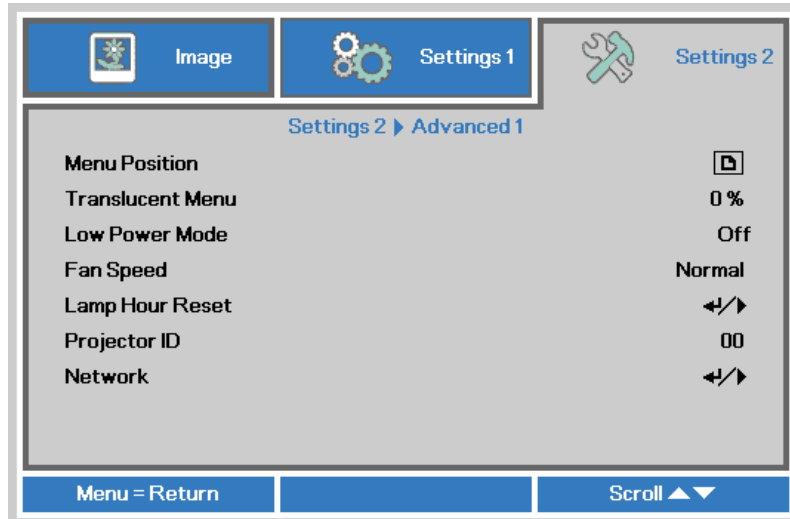 Image Settings 1 Settings 2
Settings 2 Advanced 1
Menu Position
Translucent Menu 0 %
Low Power Mode Off
Fan Speed Normal
Lamp Hour Reset /
Projector ID 00
Network /
Menu = Return Scroll